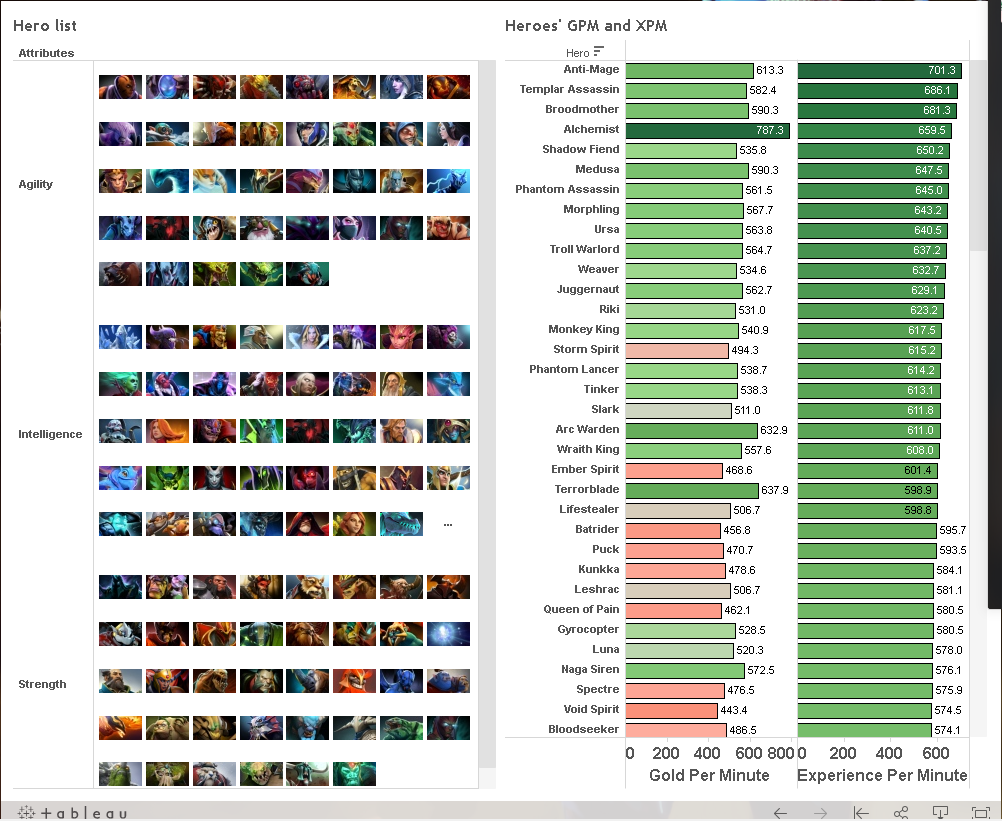 Hero list
Attributes
Agility
Intelligence
...
Strength
Heroes' GPM and XPM
Hero
Anti-Mage 613.3 701.3
Templar Assassin 582.4 686.1
Broodmother 590.3 681.3
Alchemist 787.3 659.5
Shadow Fiend 535.8 650.2
Medusa 590.3 647.5
Phantom Assassin 561.5 645.0
Morphling 567.7 643.2
Ursa 563.8 640.5
Troll Warlord 564.7 637.2
Weaver 534.6 632.7
Juggernaut 562.7 629.1
Riki 531.0 623.2
Monkey King 540.9 617.5
Storm Spirit 494.3 615.2
Phantom Lancer 538.7 614.2
Tinker 538.3 613.1
Slark 511.0 611.8
Arc Warden 632.9 611.0
Wraith King 557.6 608.0
Ember Spirit 468.6 601.4
Terrorblade 637.9 598.9
Lifestealer 506.7 598.8
Batrider 456.8 595.7
Puck 470.7 593.5
Kunkka 478.6 584.1
Leshrac 506.7 581.1
Queen of Pain 462.1 580.5
Gyrocopter 528.5 580.5
Luna 520.3 578.0
Naga Siren 572.5 576.1
Spectre 476.5 575.9
Void Spirit 443.4 574.5
Bloodseeker 486.5 574.1
0 200 400 600 800 0 200 400 600
Gold Per Minute Experience Per Minute
+ableau